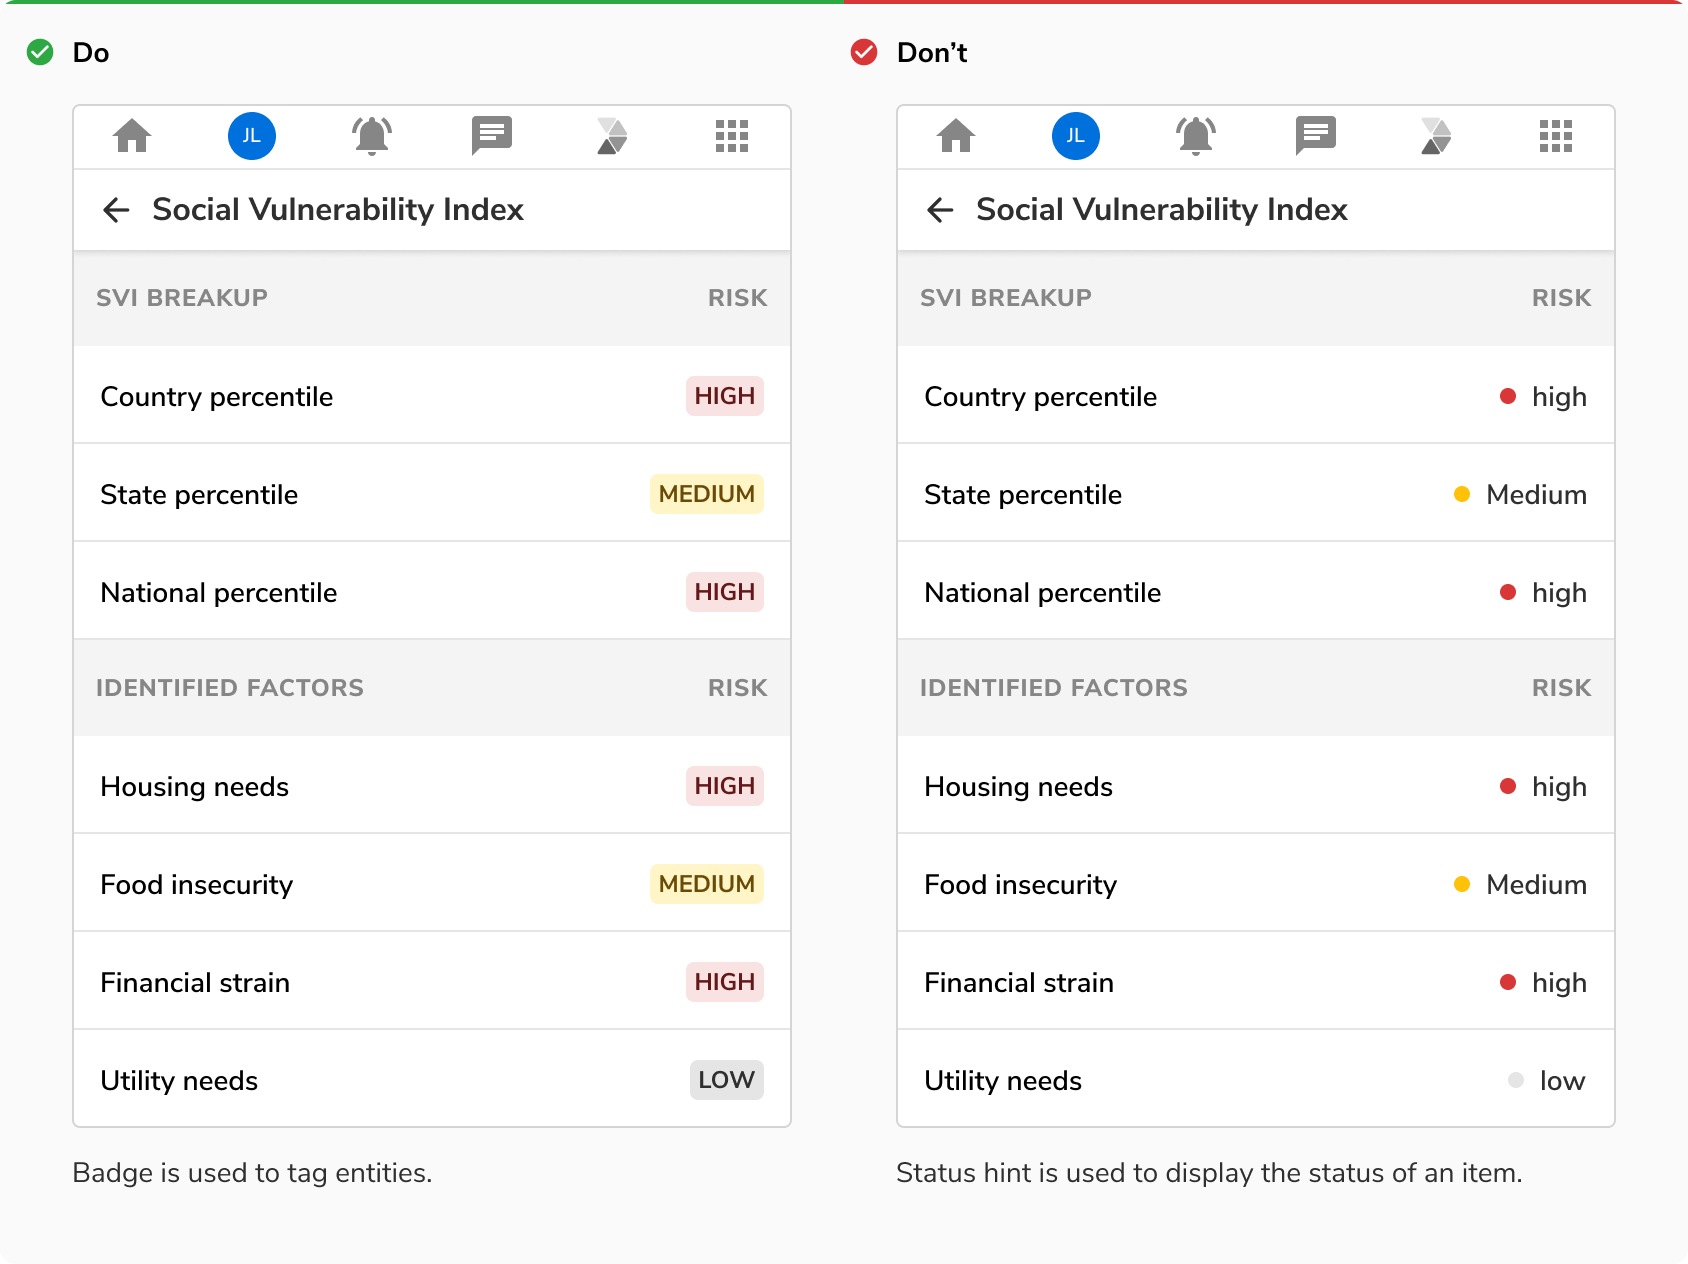 Do
JL
Social Vulnerability Index
SVI BREAKUP RISK
Country percentile HIGH
State percentile MEDIUM
National percentile HIGH
IDENTIFIED FACTORS RISK
Housing needs HIGH
Food insecurity MEDIUM
Financial strain HIGH
Utility needs LOW
Badge is used to tag entities.
Don’t
JL
Social Vulnerability Index
SVI BREAKUP RISK
Country percentile high
State percentile Medium
National percentile high
IDENTIFIED FACTORS RISK
Housing needs high
Food insecurity Medium
Financial strain high
Utility needs low
Status hint is used to display the status of an item.